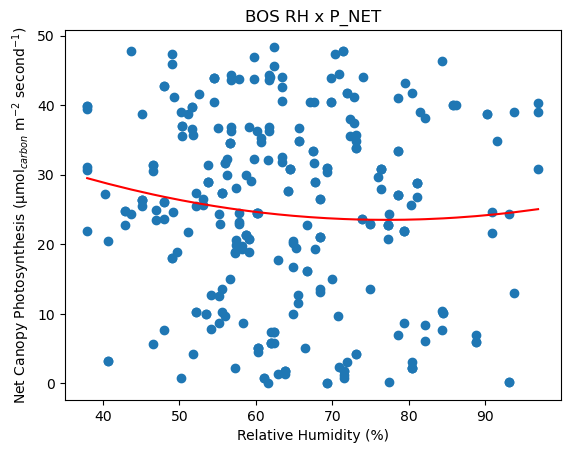 BOS RH x P_NET
Net Canopy Photosynthesis (μmol$_{carbon}$ m$^{-2}$ second$^{-1}$)
50
40
30
20
10
0
40 50 60 70 80 90
Relative Humidity (%)